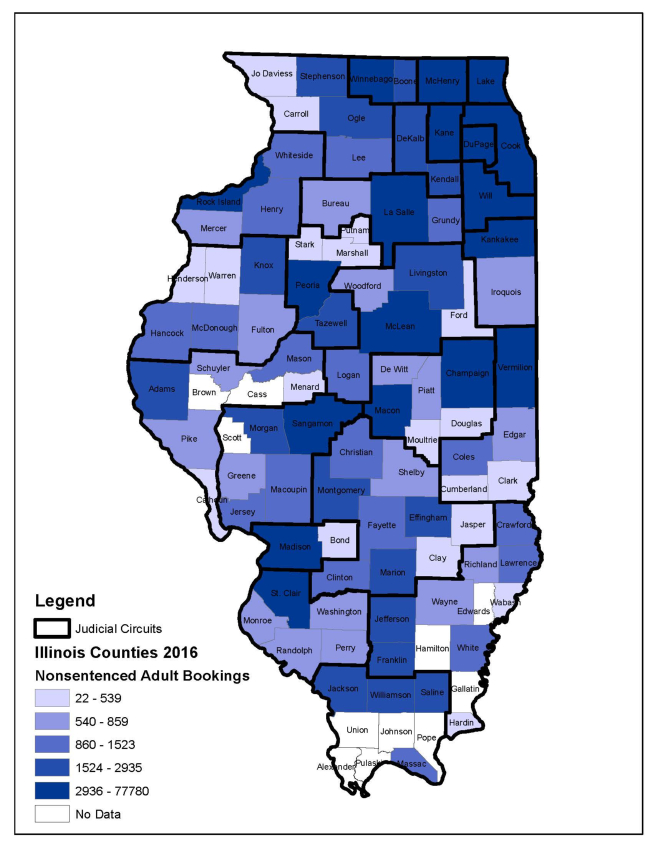 Jo Daviess
Stephenson
Winnebago
Boone
McHenry
Lake
Carroll
Ogle
DeKalb
Kane
DuPage
Cook
Whiteside
Lee
Kendall
Will
Rock Island
Bureau
La Salle
Grundy
Mercer
Henry
Putnam
Kankakee
Stark
Marshall
Henderson
Warren
Knox
Peoria
Woodford
Livingston
Iroquois
Ford
Hancock
McDonough
Fulton
Tazewell
McLean
Mason
Logan
De Witt
Champaign
Vermilion
Schuyler
Adams
Brown
Cass
Menard
Piatt
Macon
Sangamon
Morgan
Scott
Douglas
Moultrie
Edgar
Pike
Christian
Shelby
Coles
Greene
Macoupin
Montgomery
Cumberland
Clark
Calhoun
Jersey
Fayette
Effingham
Jasper
Crawford
Madison
Bond
Clay
Richland
Lawrence
Clinton
Marion
St. Clair
Washington
Wayne
Edwards
Wabash
Monroe
Jefferson
Randolph
Perry
Hamilton
White
Franklin
Jackson
Williamson
Saline
Gallatin
Union
Johnson
Pope
Hardin
Alexander
Pulaski
Massac
Legend
Judicial Circuits
Illinois Counties 2016
Nonsentenced Adult Bookings
22 - 539
540 - 859
860 - 1523
1524 - 2935
2936 - 77780
No Data